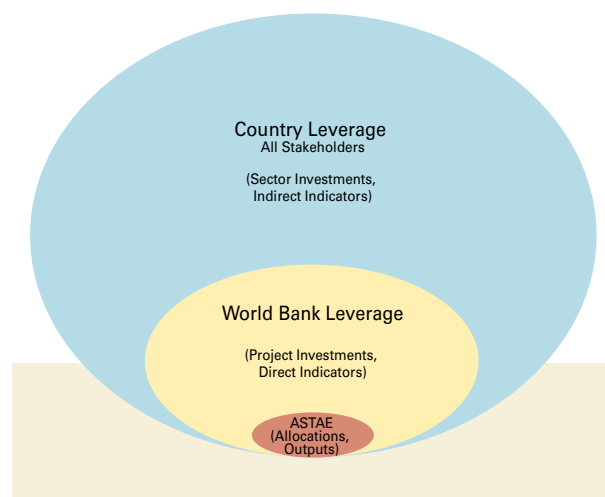 Country Leverage
All Stakeholders
(Sector Investments,
Indirect Indicators)
World Bank Leverage
(Project Investments,
Direct Indicators)
ASTAE
(Allocations,
Outputs)